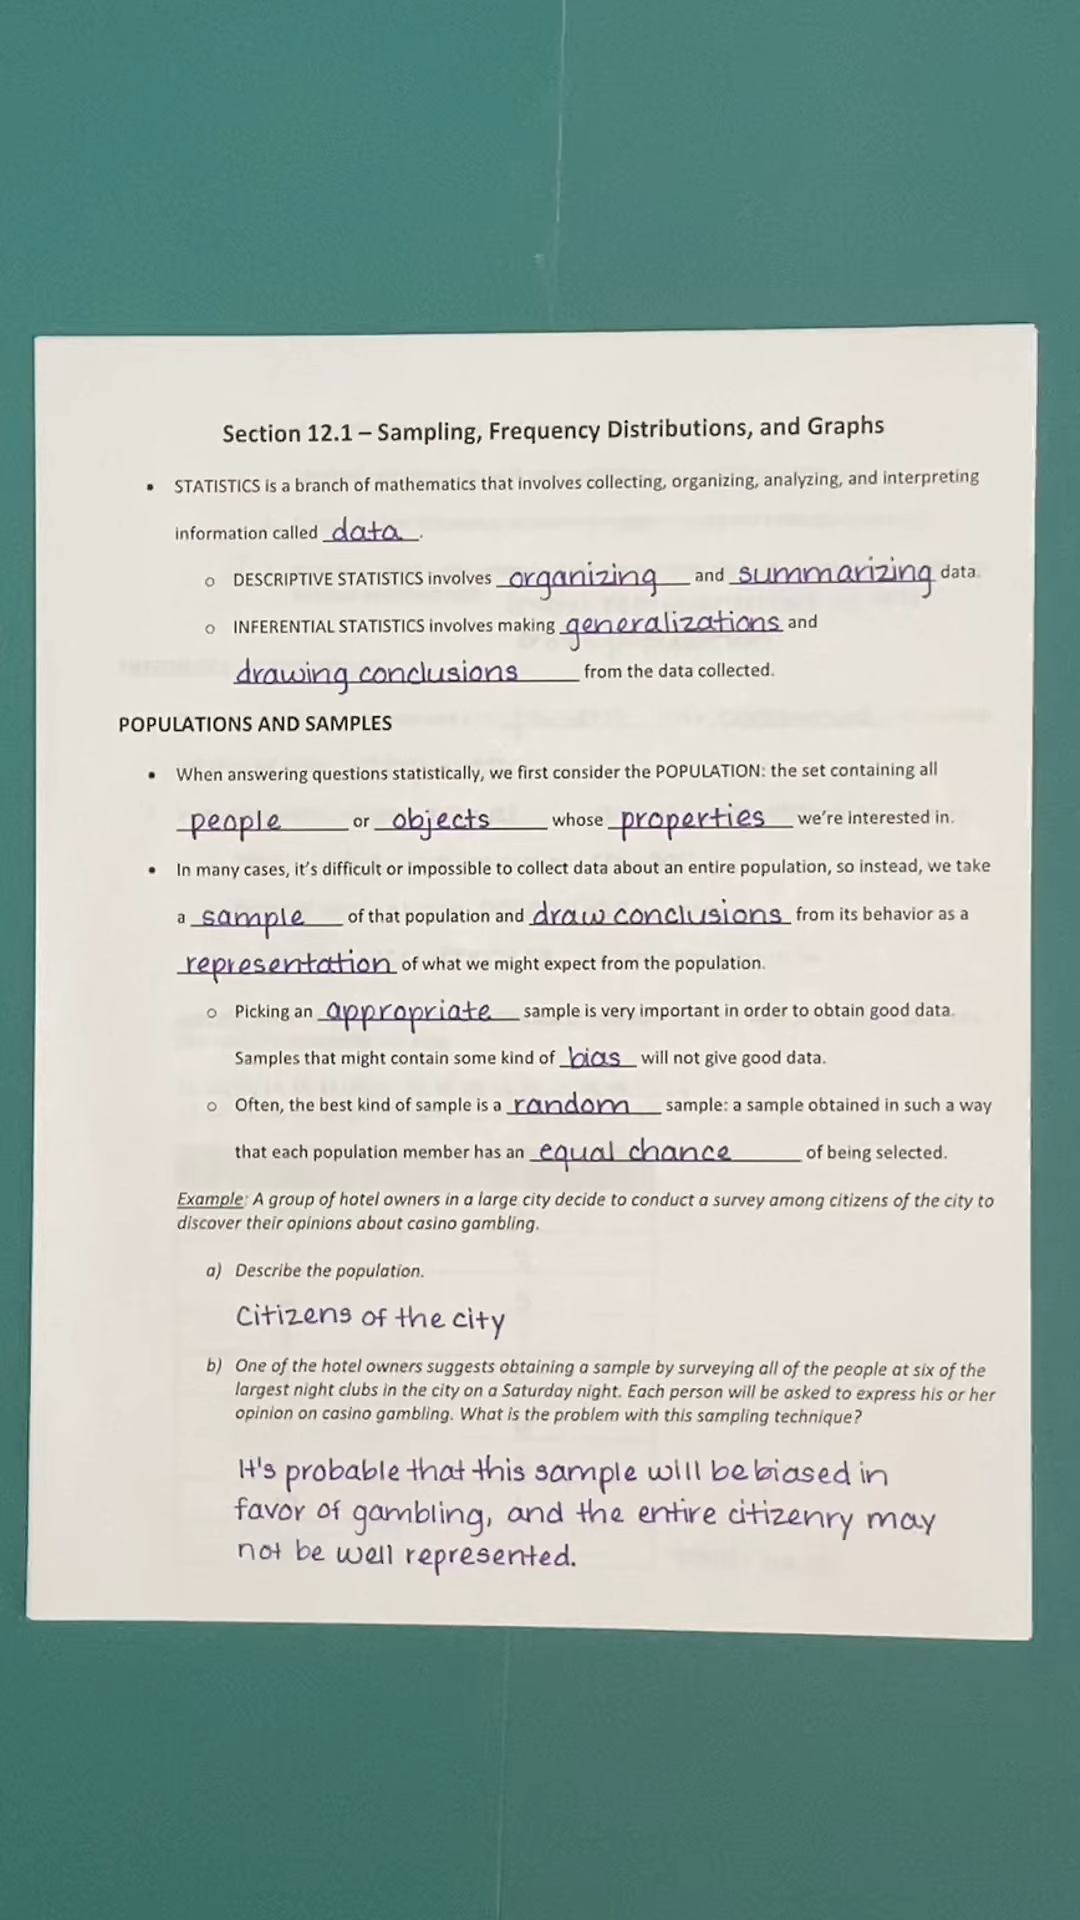 Section 12.1 – Sampling, Frequency Distributions, and Graphs
• STATISTICS is a branch of mathematics that involves collecting, organizing, analyzing, and interpreting
information called data.
o DESCRIPTIVE STATISTICS involves organizing and summarizing data.
o INFERENTIAL STATISTICS involves making generalizations and
drawing conclusions from the data collected.
POPULATIONS AND SAMPLES
• When answering questions statistically, we first consider the POPULATION: the set containing all
people or objects whose properties we're interested in.
• In many cases, it's difficult or impossible to collect data about an entire population, so instead, we take
a sample of that population and draw conclusions from its behavior as a
representation of what we might expect from the population.
o Picking an appropriate sample is very important in order to obtain good data.
Samples that might contain some kind of bias will not give good data.
o Often, the best kind of sample is a random sample: a sample obtained in such a way
that each population member has an equal chance of being selected.
Example: A group of hotel owners in a large city decide to conduct a survey among citizens of the city to
discover their opinions about casino gambling.
a) Describe the population.
Citizens of the city
b) One of the hotel owners suggests obtaining a sample by surveying all of the people at six of the
largest night clubs in the city on a Saturday night. Each person will be asked to express his or her
opinion on casino gambling. What is the problem with this sampling technique?
It's probable that this sample will be biased in
favor of gambling, and the entire citizenry may
not be well represented.